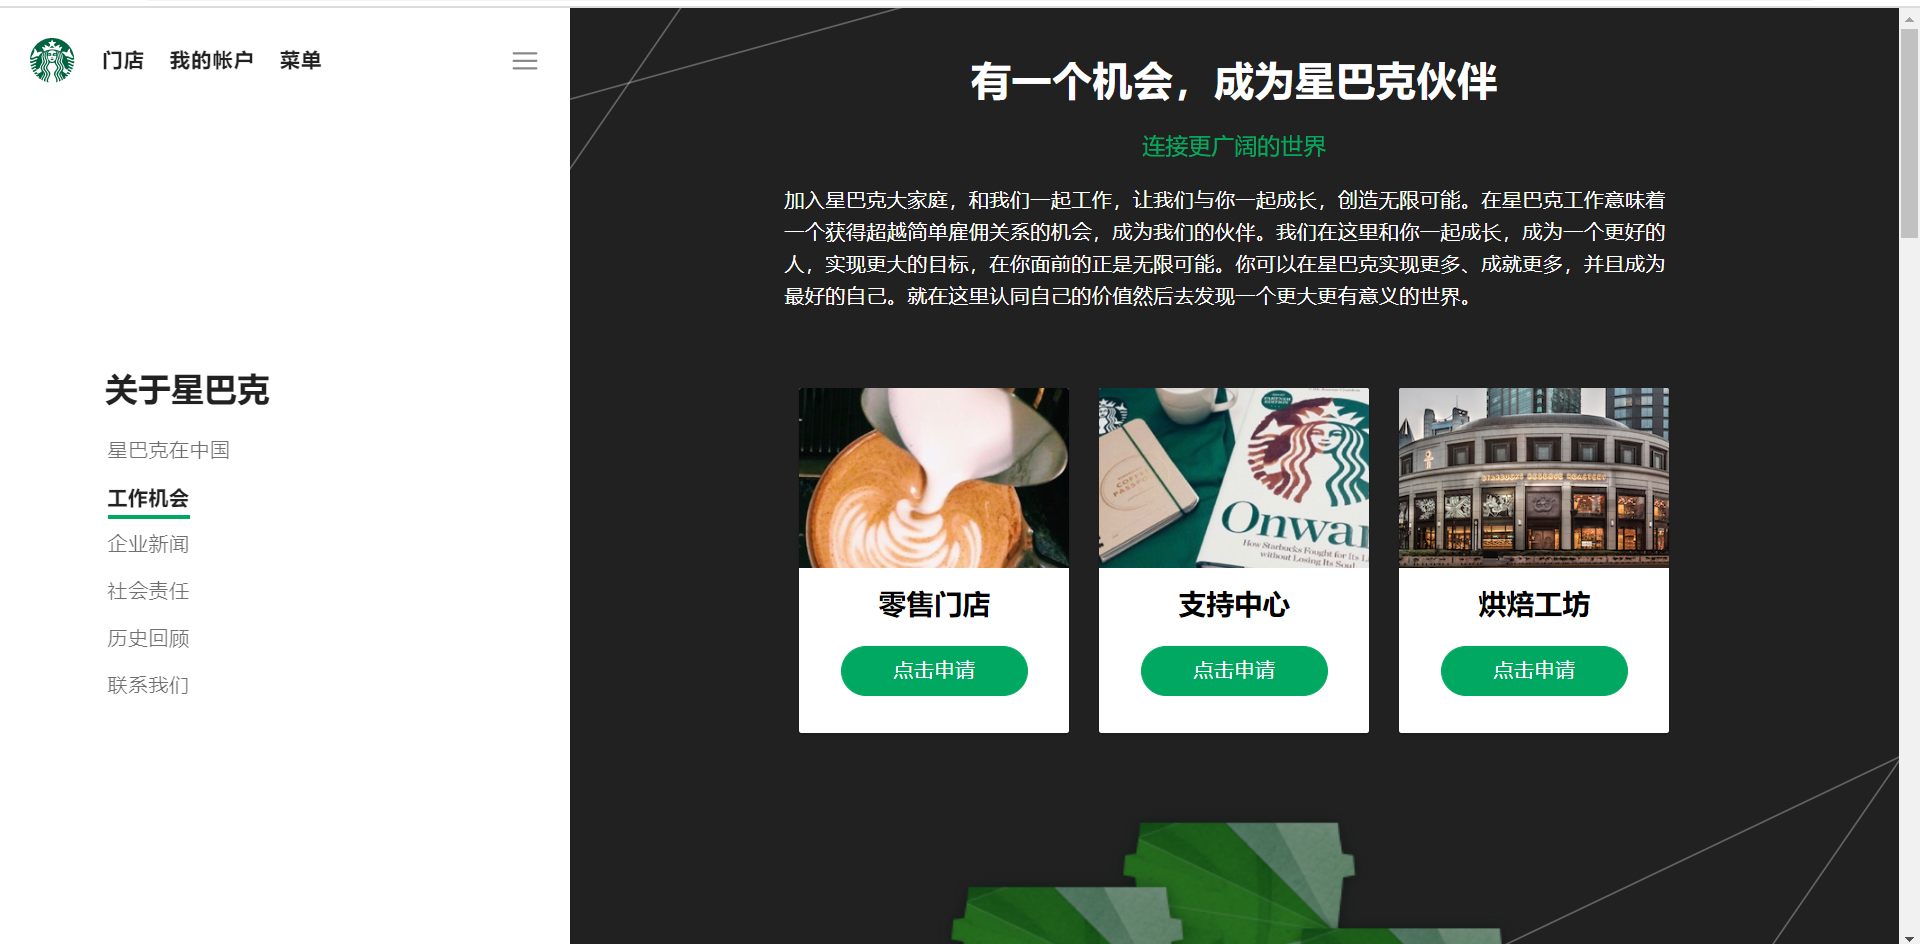 门店 我的帐户 菜单
关于星巴克
星巴克在中国
工作机会
企业新闻
社会责任
历史回顾
联系我们
有一个机会，成为星巴克伙伴
连接更广阔的世界
加入星巴克大家庭，和我们一起工作，让我们与你一起成长，创造无限可能。在星巴克工作意味着
一个获得超越简单雇佣关系的机会，成为我们的伙伴。我们在这里和你一起成长，成为一个更好的
人，实现更大的目标，在你面前的正是无限可能。你可以在星巴克实现更多、成就更多，并且成为
最好的自己。就在这里认同自己的价值然后去发现一个更大更有意义的世界。
零售门店
点击申请
COFFEE
PASSPO
Onwar
How Starbucks Fought for Its L
without Losing Its Soul
支持中心
点击申请
STARBUCKS RESERVE ROASTERY
烘焙工坊
点击申请